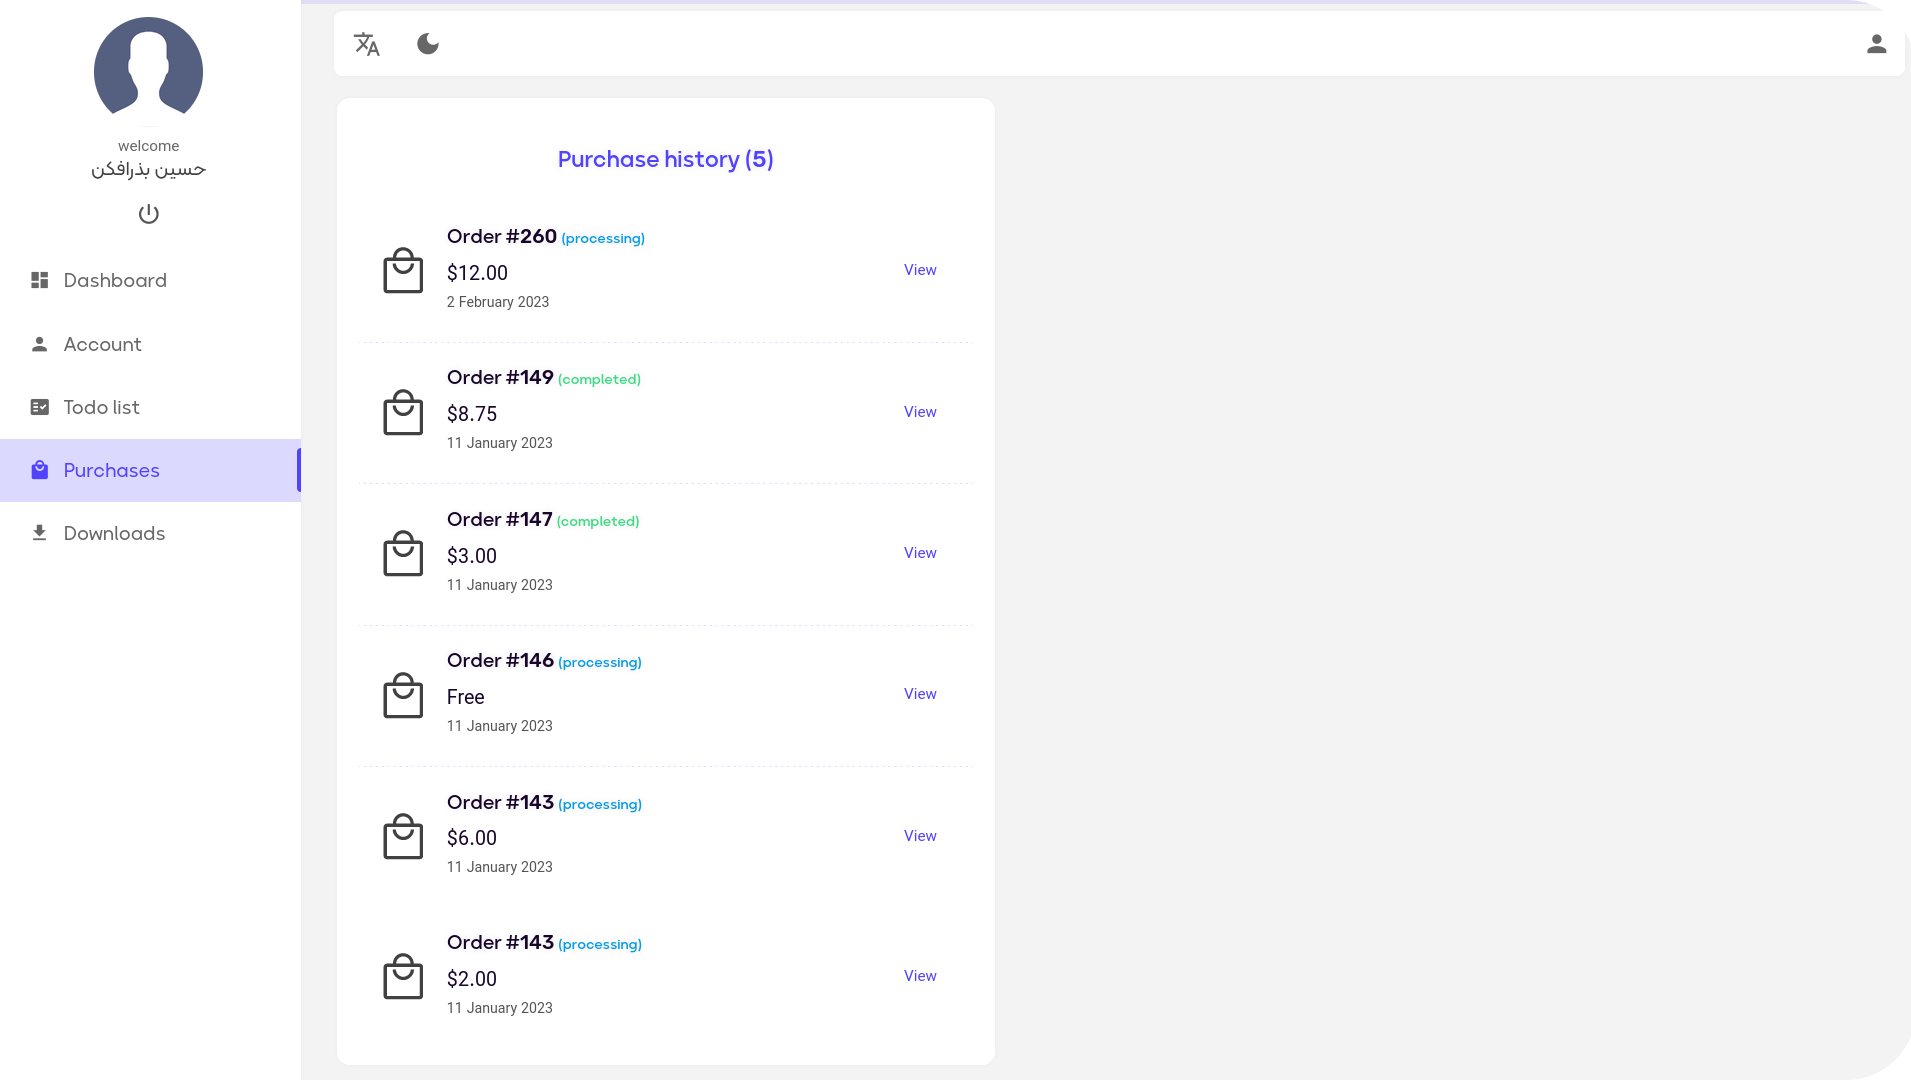 welcome
حسین بذرافکن
Dashboard
Account
Todo list
Purchases
Downloads
Purchase history (5)
Order #260 (processing)
$12.00
2 February 2023
View
Order #149 (completed)
$8.75
11 January 2023
View
Order #147 (completed)
$3.00
11 January 2023
View
Order #146 (processing)
Free
11 January 2023
View
Order #143 (processing)
$6.00
11 January 2023
View
Order #143 (processing)
$2.00
11 January 2023
View